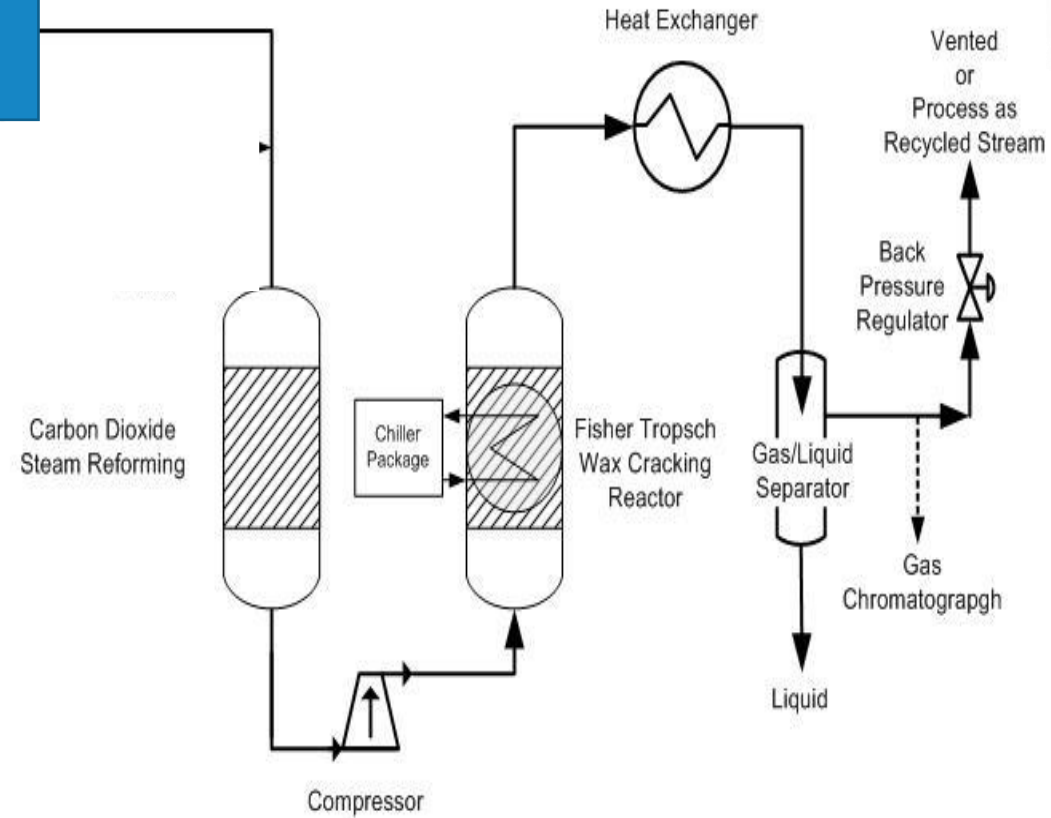 Heat Exchanger
Vented
or
Process as
Recycled Stream
Back
Pressure
Regulator
Carbon Dioxide
Steam Reforming
Chiller
Package
Fisher Tropsch
Wax Cracking
Reactor
Gas/Liquid
Separator
Gas
Chromatograpgh
Liquid
Compressor